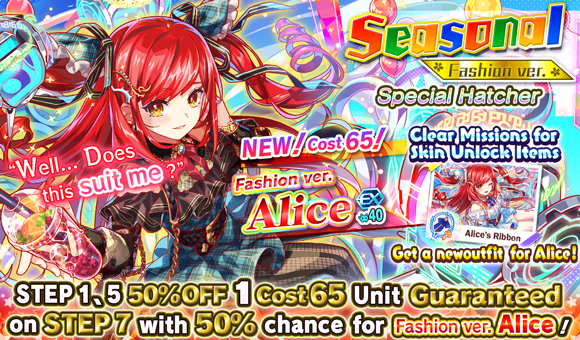 Seasonal
Fashion ver.
Special Hatcher
Clear Missions for
Skin Unlock Items
"Well... Does
this suit me?"
NEW! Cost 65!
Fashion ver.
Alice
EX
40
Alice's Ribbon
Get a newoutfit for Alice!
STEP 1、5 50%OFF 1 Cost 65 Unit Guaranteed
on STEP 7 with 50% chance for Fashion ver. Alice!